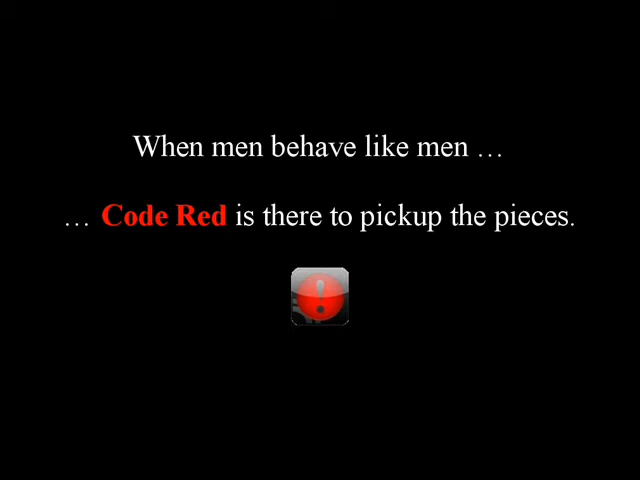 When men behave like men …
… Code Red is there to pickup the pieces.